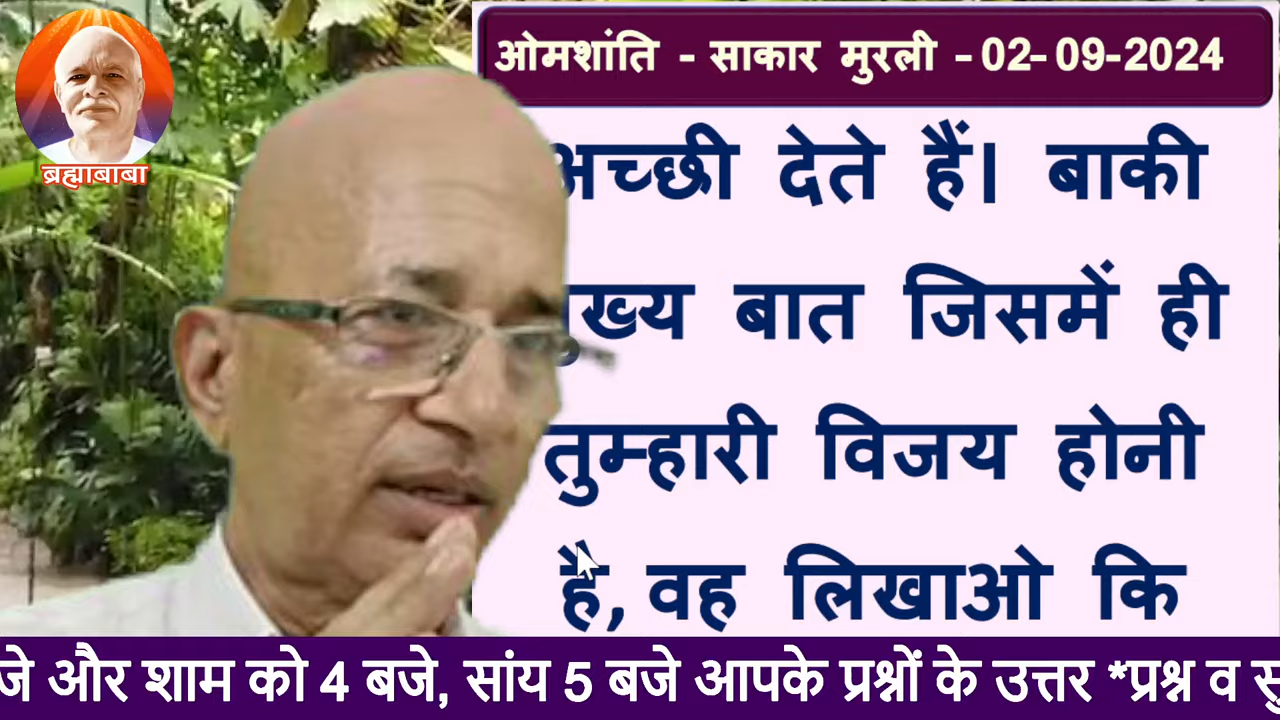 ब्रह्माबाबा
ओमशांति - साकार मुरली - 02- 09-2024
अच्छी देते हैं। बाकी
मुख्य बात जिसमें ही
तुम्हारी विजय होनी
है, वह लिखाओ कि
और शाम को 4 बजे, सांय 5 बजे आपके प्रश्नों के उत्तर *प्रश्न व